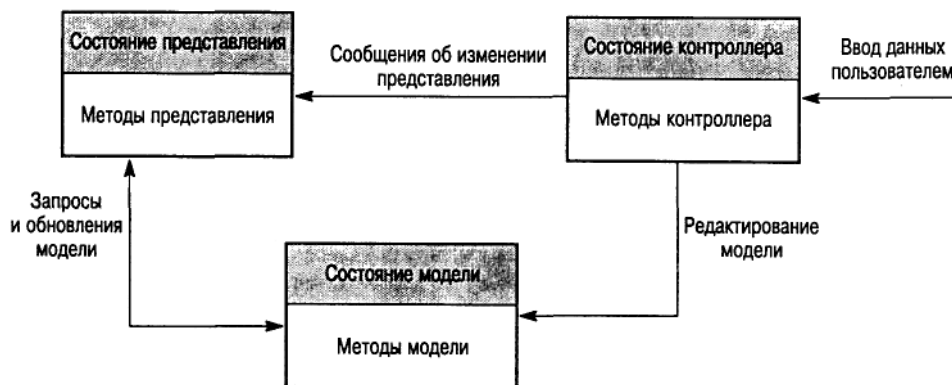 Состояние представления
Методы представления
Сообщения об изменении
представления
Состояние контроллера
Методы контроллера
Ввод данных
пользователем
Запросы
и обновления
модели
Редактирование
модели
Состояние модели
Методы модели